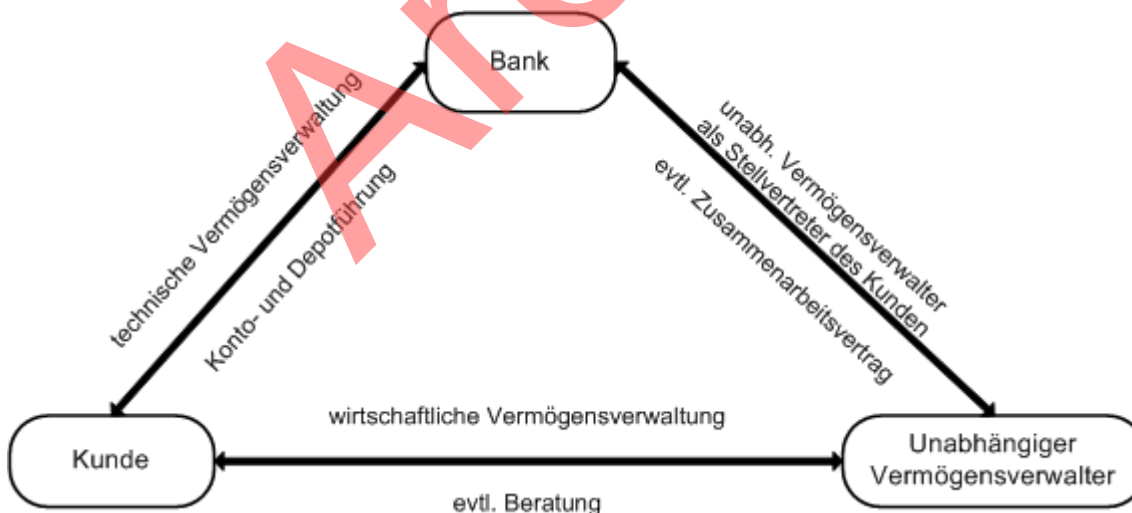 Bank
technische Vermögensverwaltung
Konto- und Depotführung
unabh. Vermögensverwalter
als Stellvertreter des Kunden
evtl. Zusammenarbeitsvertrag
wirtschaftliche Vermögensverwaltung
Kunde
Unabhängiger
Vermögensverwalter
evtl. Beratung